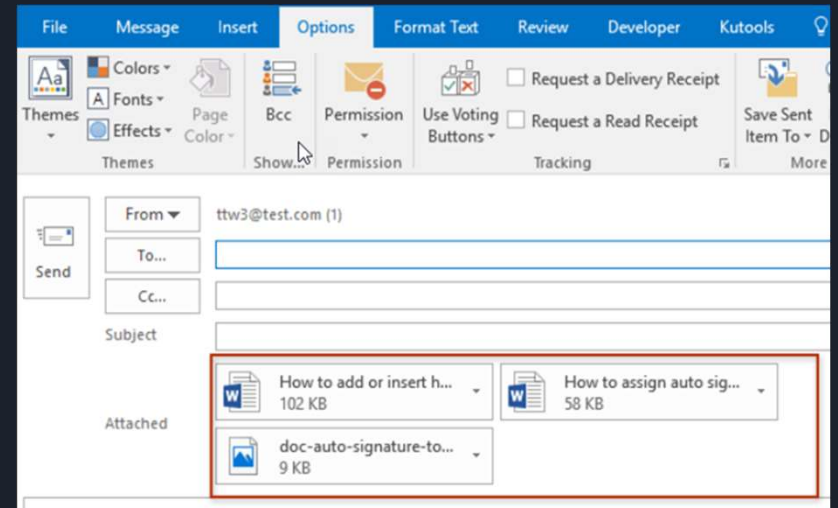 File Message Insert Options Format Text Review Developer Kutools
Aa Colors
A Fonts
Effects
Themes
Page Color
Bcc
Permission
Use Voting Buttons
Request a Delivery Receipt
Request a Read Receipt
Save Sent Item To
D
Themes Show... Permission Tracking More
Send
From ttw3@test.com (1)
To...
Cc...
Subject
Attached
W How to add or insert h...
102 KB
W How to assign auto sig...
58 KB
doc-auto-signature-to...
9 KB